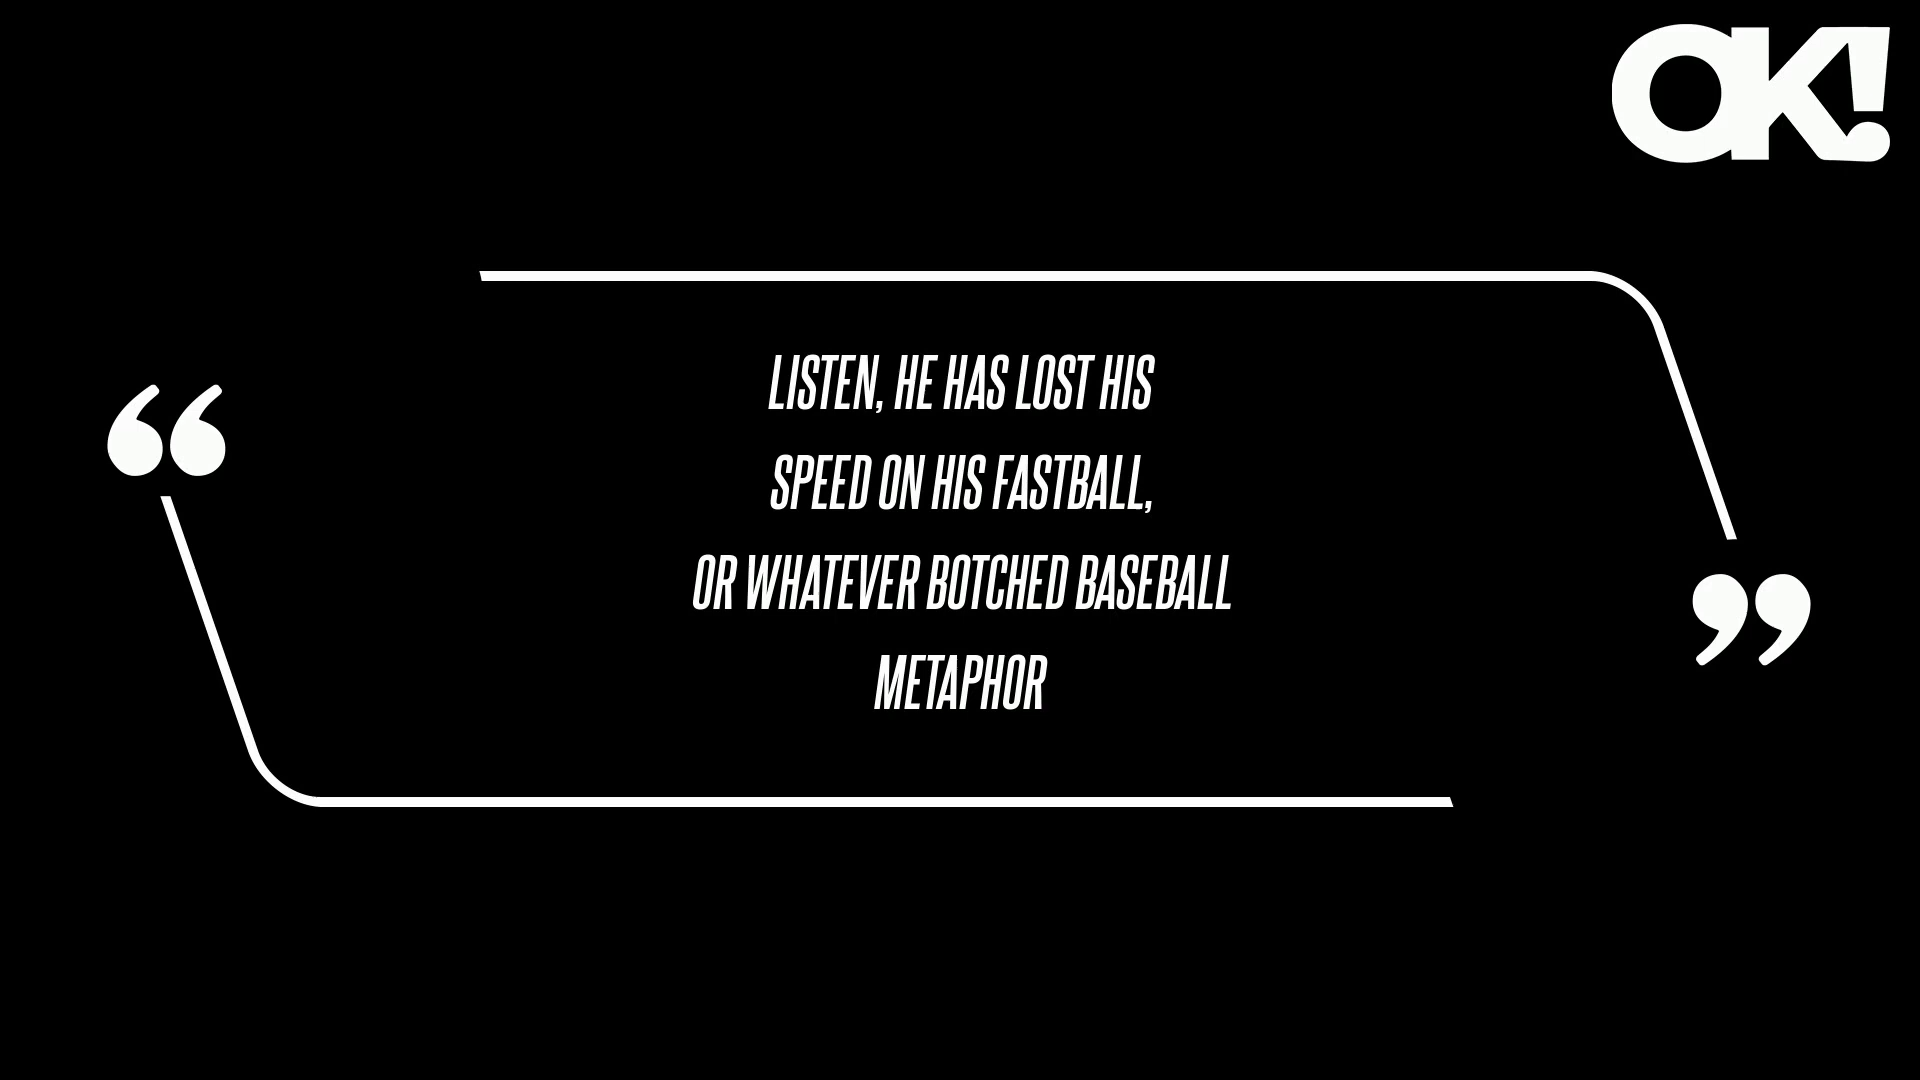 OK!
LISTEN, HE HAS LOST HIS
SPEED ON HIS FASTBALL,
OR WHATEVER BOTCHED BASEBALL
METAPHOR